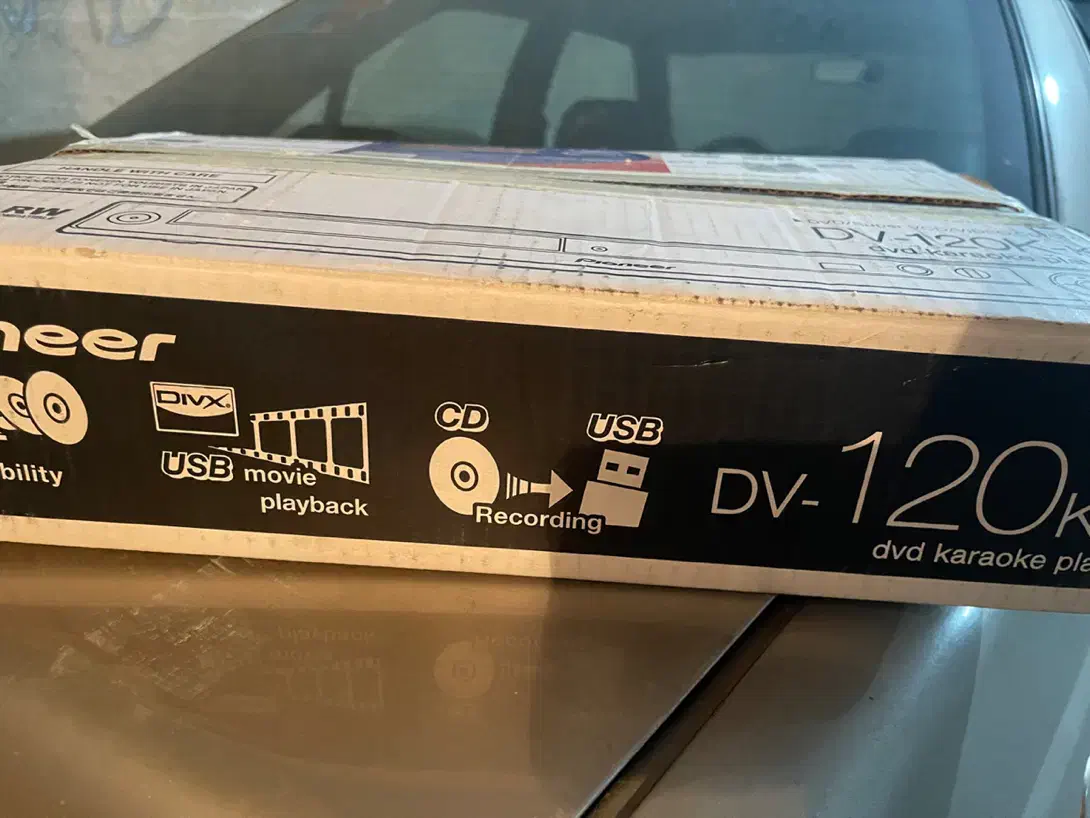 HANDLE WITH CARE
RW
DV-120K
dvd karaoke
Pioneer
neer
DIVX
USB movie
playback
bility
CD
USB
Recording
DV-120K
dvd karaoke pla